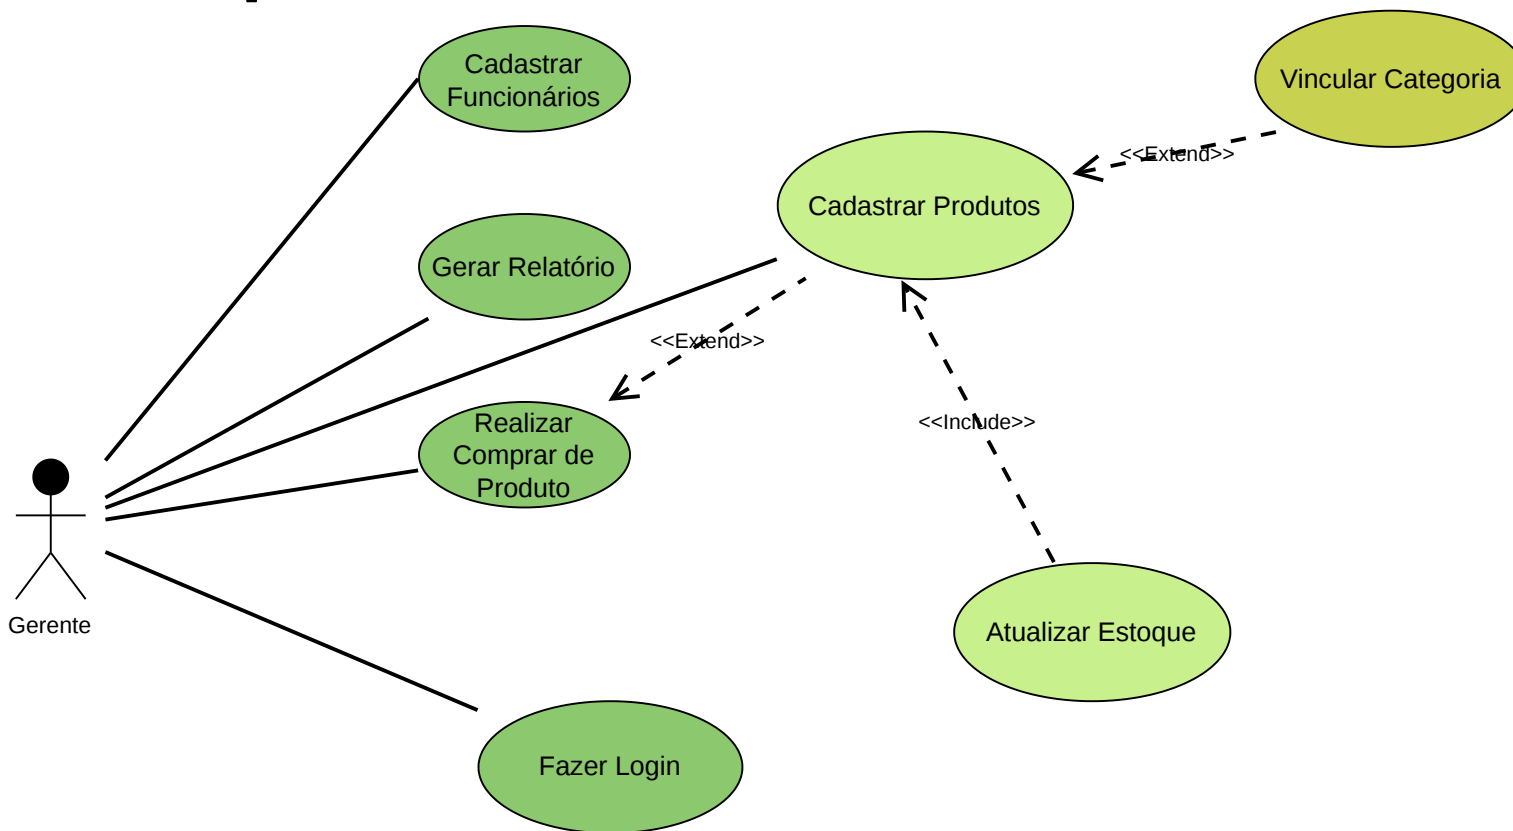 Cadastrar
Funcionários
Vincular Categoria
<<Extend>>
Cadastrar Produtos
Gerar Relatório
<<Extend>>
Realizar
Comprar de
Produto
<<Include>>
Gerente
Atualizar Estoque
Fazer Login